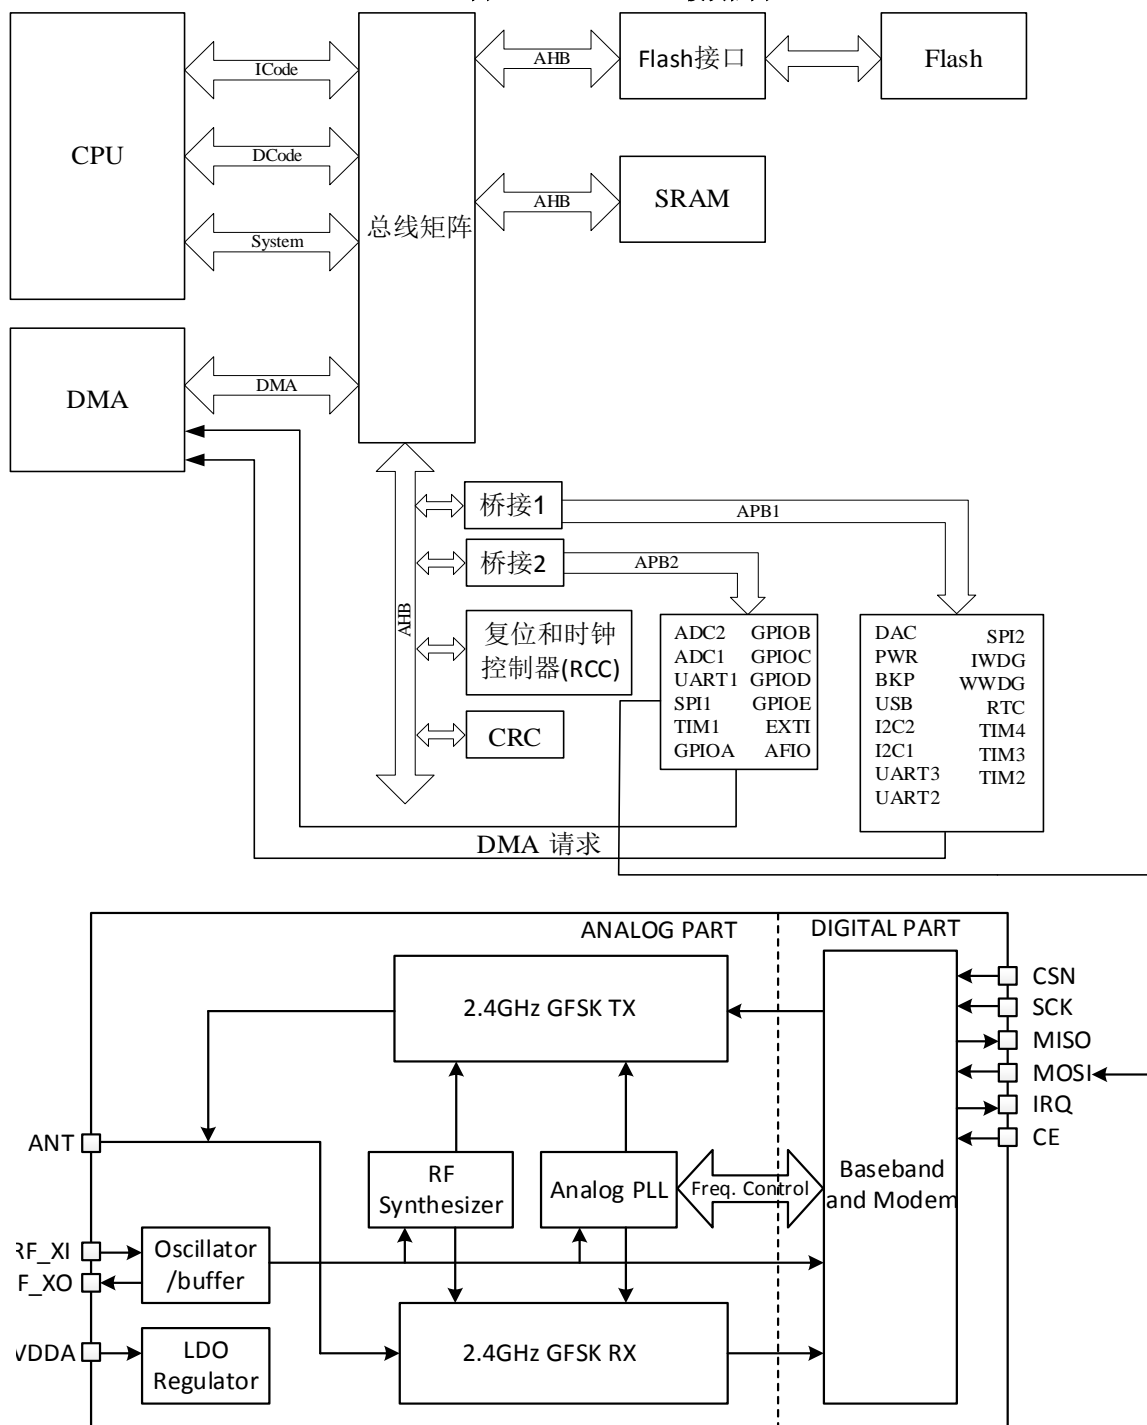 ICode
AHB
Flash接口
Flash
CPU
DCode
总线矩阵
AHB
SRAM
System
DMA
DMA
AHB
桥接1
APB1
桥接2
APB2
复位和时钟
控制器(RCC)
CRC
ADC2 GPIOB
ADC1 GPIOC
UART1 GPIOD
SPI1 GPIOE
TIM1 EXTI
GPIOA AFIO
DAC
PWR
BKP
USB
I2C2
I2C1
UART3
UART2
SPI2
IWDG
WWDG
RTC
TIM4
TIM3
TIM2
DMA 请求
ANALOG PART
DIGITAL PART
2.4GHz GFSK TX
CSN
SCK
MISO
MOSI
IRQ
CE
ANT
RF
Synthesizer
Analog PLL
Freq. Control
Baseband
and Modem
RF_XI
F_XO
Oscillator
/buffer
VDDA
LDO
Regulator
2.4GHz GFSK RX